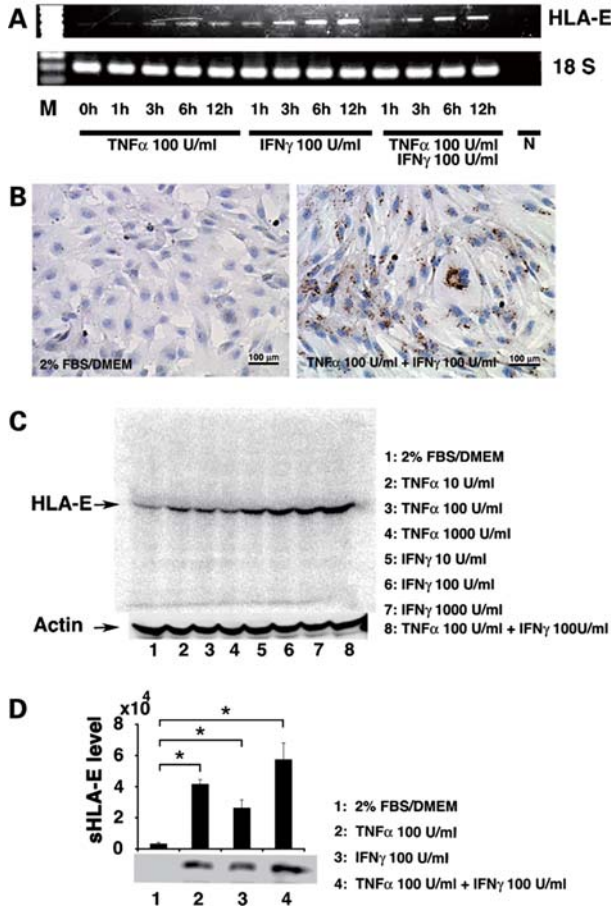 A
HLA-E
18 S
M 0h 1h 3h 6h 12h 1h 3h 6h 12h 1h 3h 6h 12h
TNFα 100 U/ml IFNγ 100 U/ml TNFα 100 U/ml N
IFNγ 100 U/ml
B
2% FBS/DMEM 100 µm
TNFα 100 U/ml + IFNγ 100 U/ml 100 µm
C
HLA-E
Actin
1 2 3 4 5 6 7 8
1: 2% FBS/DMEM
2: TNFα 10 U/ml
3: TNFα 100 U/ml
4: TNFα 1000 U/ml
5: IFNγ 10 U/ml
6: IFNγ 100 U/ml
7: IFNγ 1000 U/ml
8: TNFα 100 U/ml + IFNγ 100U/ml
D
x10⁴
sHLA-E level
8
6
4
2
0
* * *
1 2 3 4
1: 2% FBS/DMEM
2: TNFα 100 U/ml
3: IFNγ 100 U/ml
4: TNFα 100 U/ml + IFNγ 100 U/ml